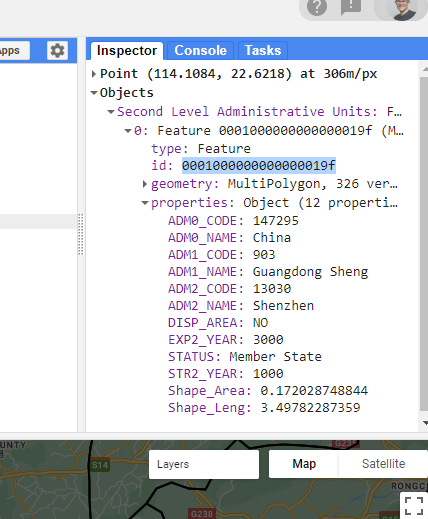 Apps
Inspector Console Tasks
Point (114.1084, 22.6218) at 306m/px
Objects
Second Level Administrative Units: F…
0: Feature 0001000000000000019f (M…
type: Feature
id: 0001000000000000019f
geometry: MultiPolygon, 326 ver…
properties: Object (12 properti…
ADM0_CODE: 147295
ADM0_NAME: China
ADM1_CODE: 903
ADM1_NAME: Guangdong Sheng
ADM2_CODE: 13030
ADM2_NAME: Shenzhen
DISP_AREA: NO
EXP2_YEAR: 3000
STATUS: Member State
STR2_YEAR: 1000
Shape_Area: 0.172028748844
Shape_Leng: 3.49782287359
OUNTY
S14
Layers
Map Satellite
G238
RONGC